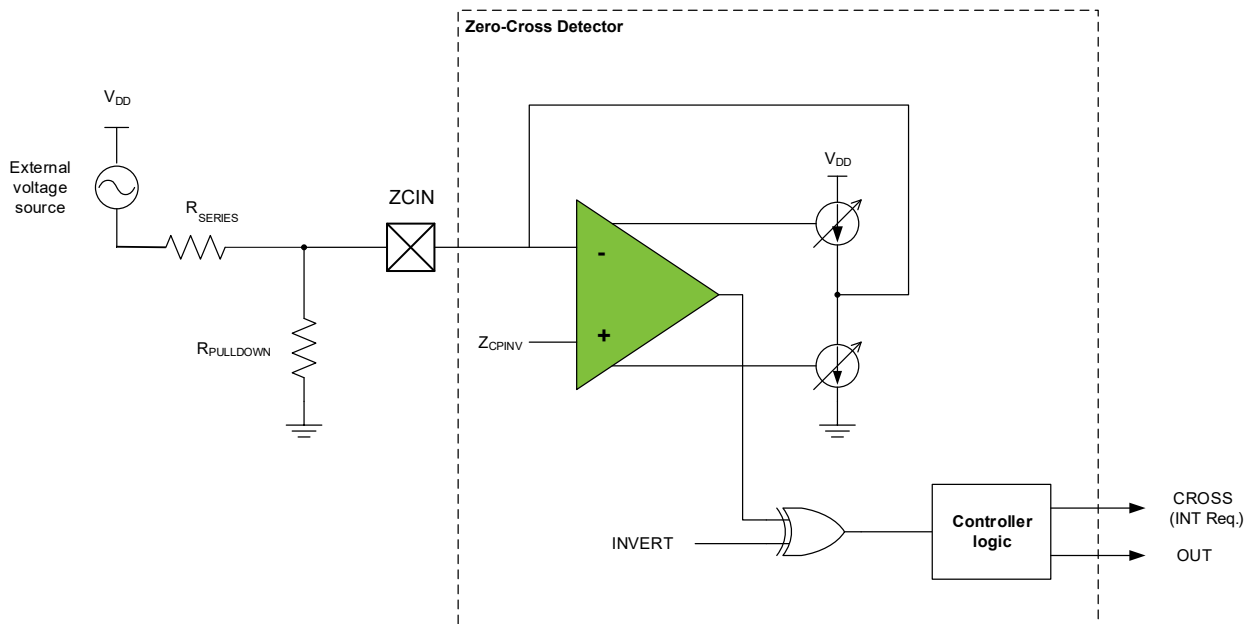 Zero-Cross Detector
VDD
External
voltage
source
RSERIES
ZCIN
VDD
-
+
RPULLDOWN
ZCPINV
INVERT
Controller
logic
CROSS
(INT Req.)
OUT